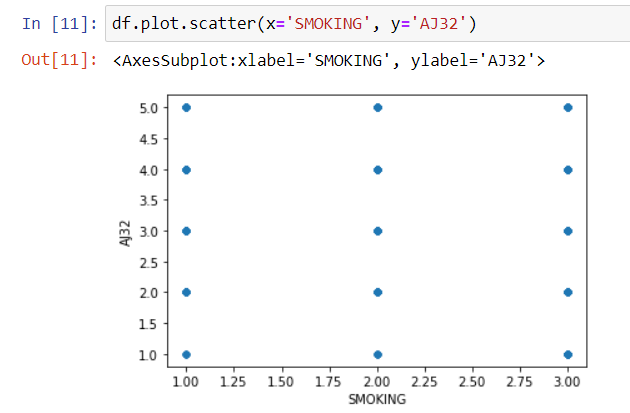 In [11]: df.plot.scatter(x='SMOKING', y='AJ32')
Out[11]: <AxesSubplot:xlabel='SMOKING', ylabel='AJ32'>
5.0
4.5
4.0
3.5
3.0
AJ32
2.5
2.0
1.5
1.0
1.00 1.25 1.50 1.75 2.00 2.25 2.50 2.75 3.00
SMOKING